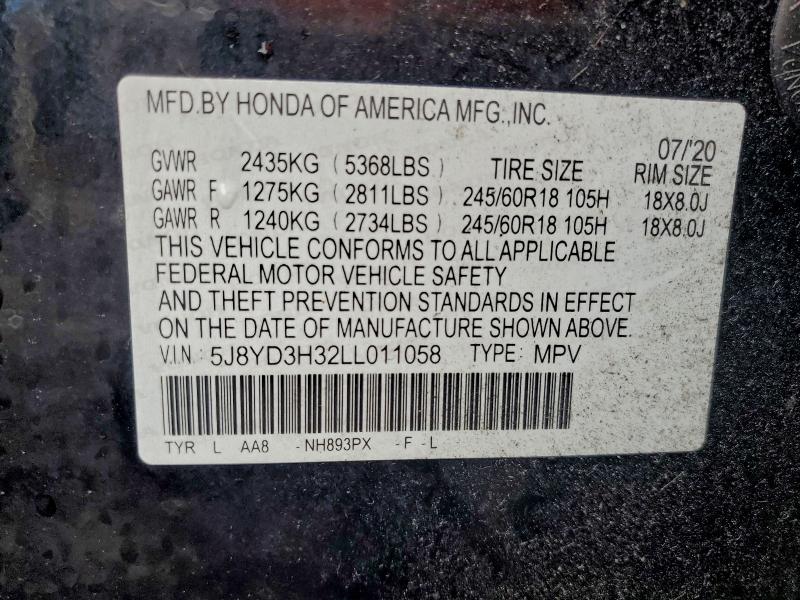 MFD.BY HONDA OF AMERICA MFG.,INC.
07/'20
GVWR 2435KG ( 5368LBS ) TIRE SIZE RIM SIZE
GAWR F 1275KG ( 2811LBS ) 245/60R18 105H 18X8.0J
GAWR R 1240KG ( 2734LBS ) 245/60R18 105H 18X8.0J
THIS VEHICLE CONFORMS TO ALL APPLICABLE
FEDERAL MOTOR VEHICLE SAFETY
AND THEFT PREVENTION STANDARDS IN EFFECT
ON THE DATE OF MANUFACTURE SHOWN ABOVE.
V.I.N: 5J8YD3H32LL011058 TYPE: MPV
TYR L AA8 - NH893PX - F - L